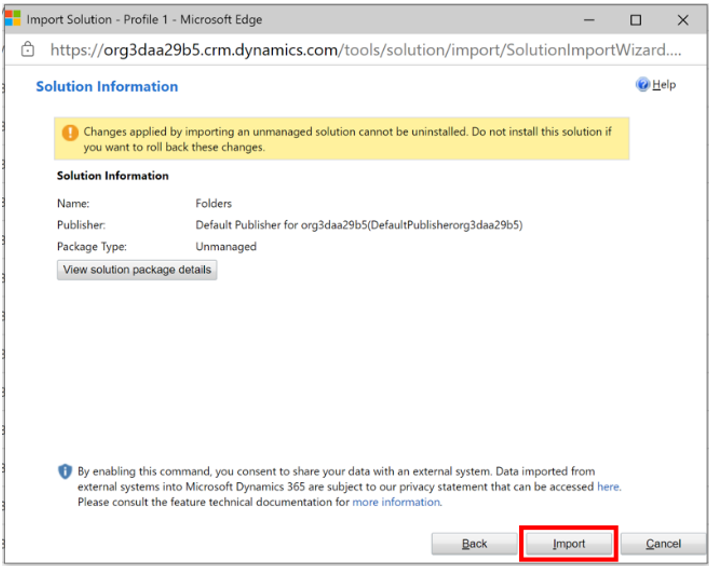 Import Solution - Profile 1 - Microsoft Edge
https://org3daa29b5.crm.dynamics.com/tools/solution/import/SolutionImportWizard....
Solution Information
Help
Changes applied by importing an unmanaged solution cannot be uninstalled. Do not install this solution if
you want to roll back these changes.
Solution Information
Name: Folders
Publisher: Default Publisher for org3daa29b5(DefaultPublisherorg3daa29b5)
Package Type: Unmanaged
View solution package details
By enabling this command, you consent to share your data with an external system. Data imported from
external systems into Microsoft Dynamics 365 are subject to our privacy statement that can be accessed here.
Please consult the feature technical documentation for more information.
Back Import Cancel